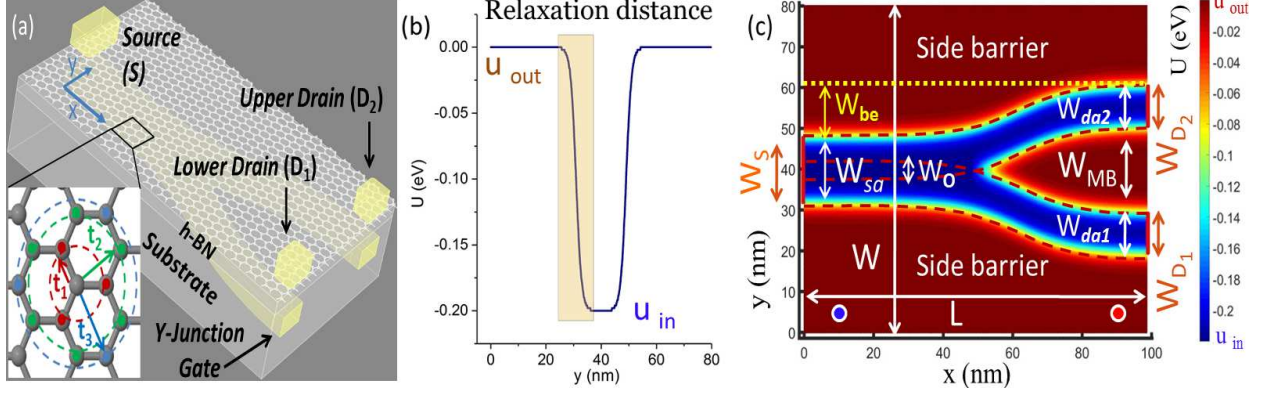 (a)
Source
(S)
y
x
Upper Drain (D2)
Lower Drain (D1)
h-BN
Substrate
t1
t2
t3
Y-Junction
Gate
(b)
Relaxation distance
0.00
-0.05
-0.10
-0.15
-0.20
U (eV)
u out
u in
0 20 40 60 80
y (nm)
(c)
80
70
60
50
40
30
20
10
0
y (nm)
Side barrier
Wbe
Wda2
WD2
WS
Wsa
Wo
WMB
Wda1
WD1
W
Side barrier
L
0 20 40 60 80 100
x (nm)
u out
U (eV)
-0.02
-0.04
-0.06
-0.08
-0.1
-0.12
-0.14
-0.16
-0.18
-0.2
u in